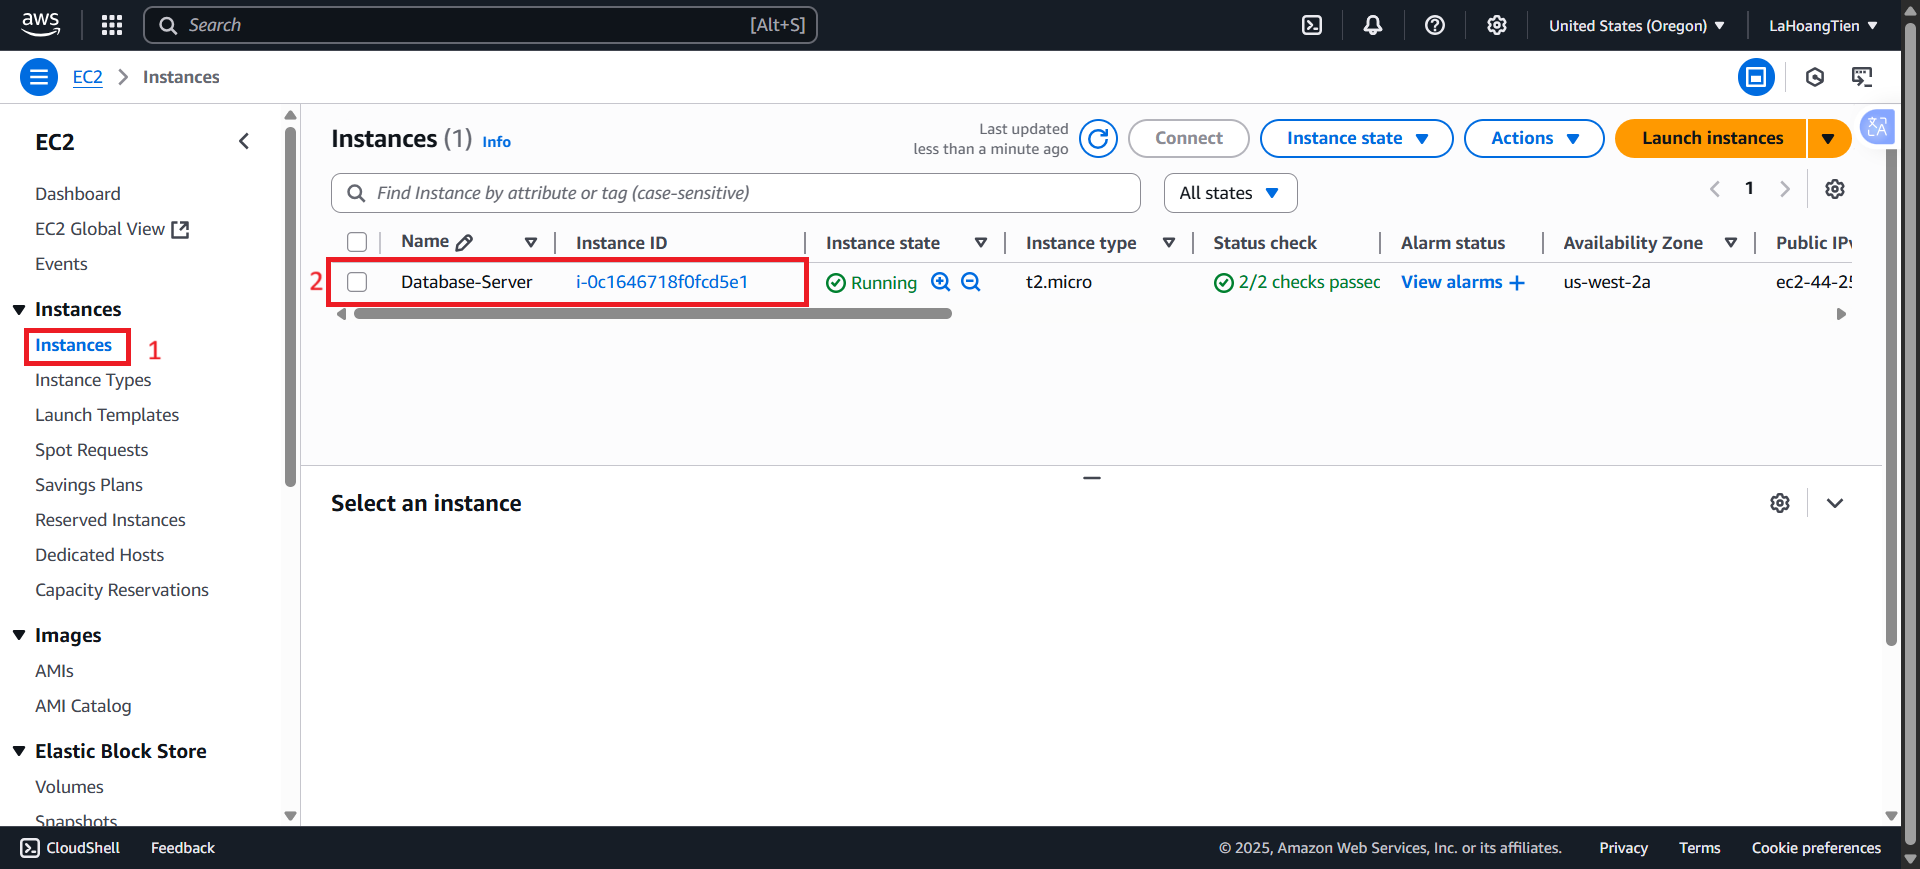 aws
Search [Alt+S]
United States (Oregon)
LaHoangTien
EC2 Instances
EC2
Dashboard
EC2 Global View
Events
Instances
Instances 1
Instance Types
Launch Templates
Spot Requests
Savings Plans
Reserved Instances
Dedicated Hosts
Capacity Reservations
Images
AMIs
AMI Catalog
Elastic Block Store
Volumes
Snapshots
Instances (1) Info
Last updated
less than a minute ago
Connect
Instance state
Actions
Launch instances
Find Instance by attribute or tag (case-sensitive)
All states
1
Name Instance ID Instance state Instance type Status check Alarm status Availability Zone Public IPv
2 Database-Server i-0c1646718f0fcd5e1 Running t2.micro 2/2 checks passed View alarms + us-west-2a ec2-44-25
Select an instance
CloudShell Feedback © 2025, Amazon Web Services, Inc. or its affiliates. Privacy Terms Cookie preferences